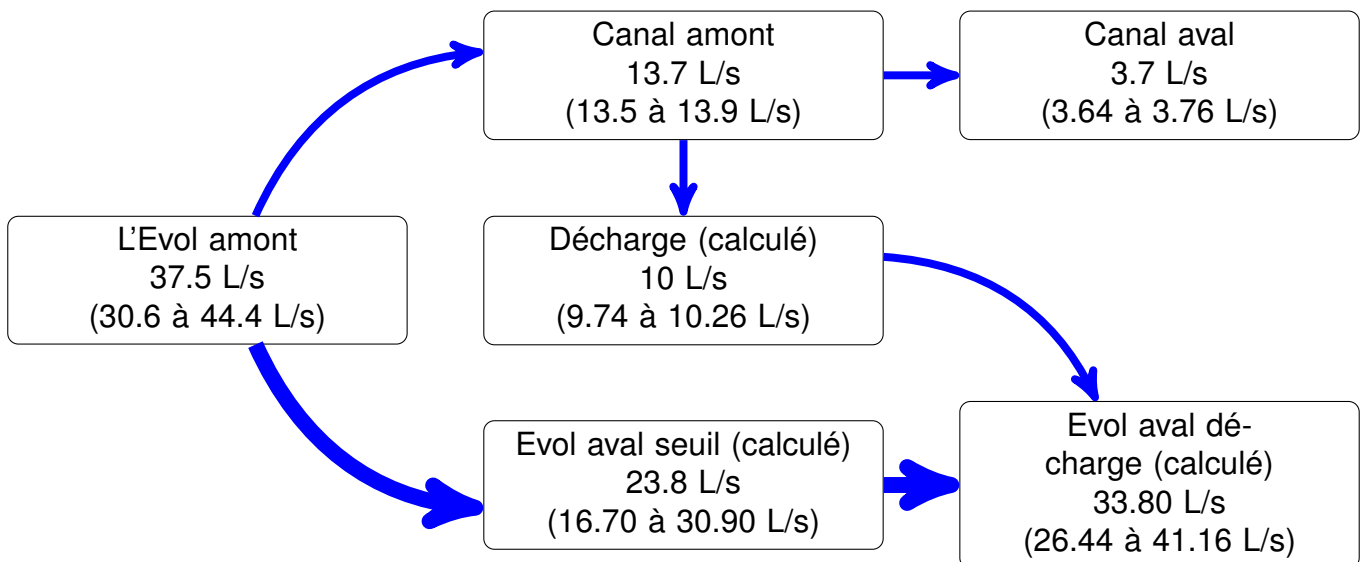 Canal amont
13.7 L/s
(13.5 à 13.9 L/s)
Canal aval
3.7 L/s
(3.64 à 3.76 L/s)
L'Evol amont
37.5 L/s
(30.6 à 44.4 L/s)
Décharge (calculé)
10 L/s
(9.74 à 10.26 L/s)
Evol aval seuil (calculé)
23.8 L/s
(16.70 à 30.90 L/s)
Evol aval dé-
charge (calculé)
33.80 L/s
(26.44 à 41.16 L/s)